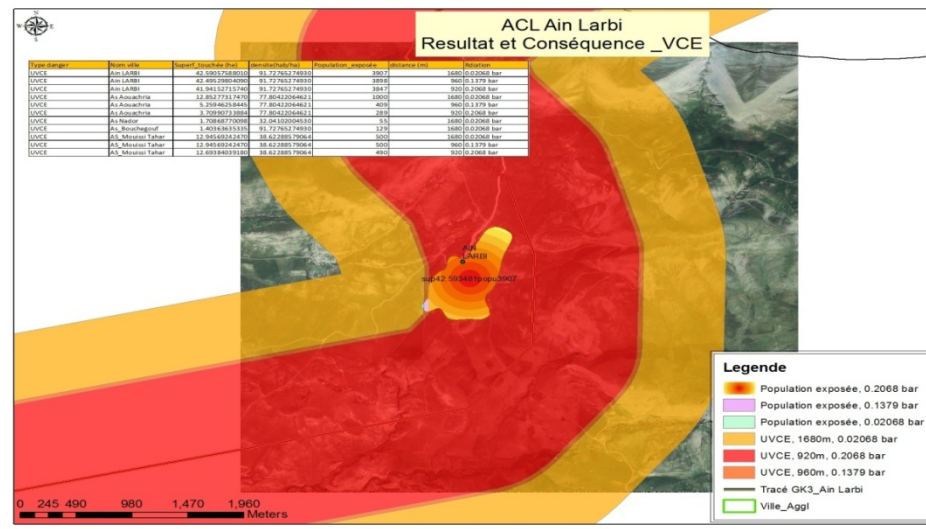 ACL Ain Larbi
Resultat et Conséquence _VCE
N
W E
S
Type danger Nom ville Superf_touchée (ha) densite(hab/ha) Population_exposée distance (m) Rdiation
UVCE Ain LARBI 42.59057588010 91.72765274930 3907 1680 0.02068 bar
UVCE Ain LARBI 42.49529804090 91.72765274930 3898 960 0.1379 bar
UVCE Ain LARBI 41.94152715740 91.72765274930 3847 920 0.2068 bar
UVCE As Aouachria 12.85277317470 77.80422064621 1000 1680 0.02068 bar
UVCE As Aouachria 5.25946258445 77.80422064621 409 960 0.1379 bar
UVCE As Aouachria 3.70990733884 77.80422064621 289 920 0.2068 bar
UVCE As Nador 1.70868770098 32.04102004530 55 1680 0.02068 bar
UVCE As_Bouchegouf 1.40363635335 91.72765274930 129 1680 0.02068 bar
UVCE AS_Mouissi Tahar 12.94569242470 38.62288579064 500 1680 0.02068 bar
UVCE AS_Mouissi Tahar 12.94569242470 38.62288579064 500 960 0.1379 bar
UVCE AS_Mouissi Tahar 12.69384039180 38.62288579064 490 920 0.2068 bar
AIN
LARBI
sup42.593481popu3907
Legende
Population exposée, 0.2068 bar
Population exposée, 0.1379 bar
Population exposée, 0.02068 bar
UVCE, 1680m, 0.02068 bar
UVCE, 920m, 0.2068 bar
UVCE, 960m, 0.1379 bar
Tracé GK3_Ain Larbi
Ville_Aggl
0 245 490 980 1,470 1,960
Meters